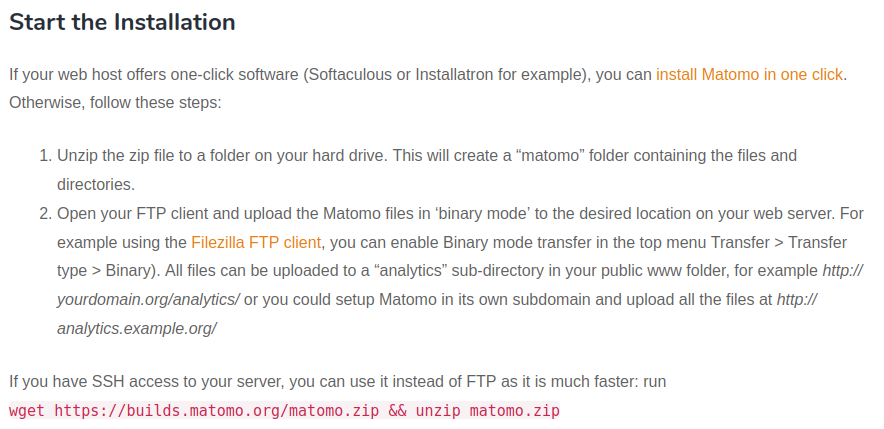 Start the Installation
If your web host offers one-click software (Softaculous or Installatron for example), you can install Matomo in one click.
Otherwise, follow these steps:
1. Unzip the zip file to a folder on your hard drive. This will create a “matomo” folder containing the files and
directories.
2. Open your FTP client and upload the Matomo files in ‘binary mode’ to the desired location on your web server. For
example using the Filezilla FTP client, you can enable Binary mode transfer in the top menu Transfer > Transfer
type > Binary). All files can be uploaded to a “analytics” sub-directory in your public www folder, for example http://
yourdomain.org/analytics/ or you could setup Matomo in its own subdomain and upload all the files at http://
analytics.example.org/
If you have SSH access to your server, you can use it instead of FTP as it is much faster: run
wget https://builds.matomo.org/matomo.zip && unzip matomo.zip